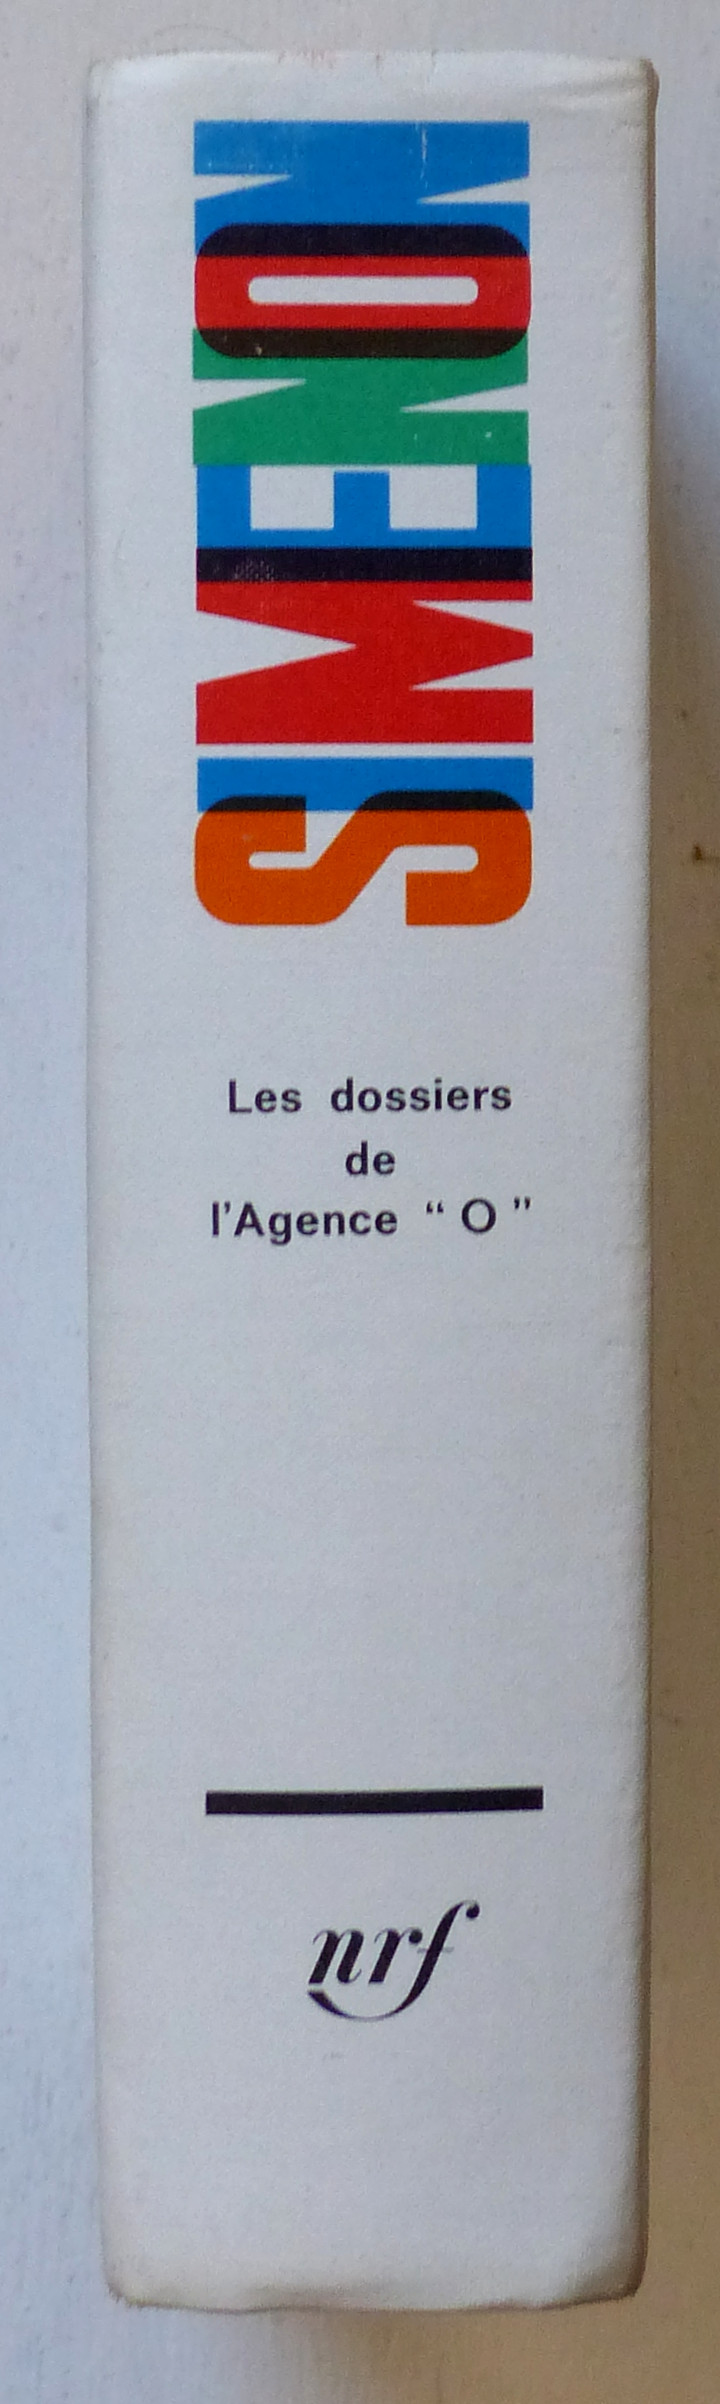 SIMENON
Les dossiers
de
l'Agence “ O ”
nrf